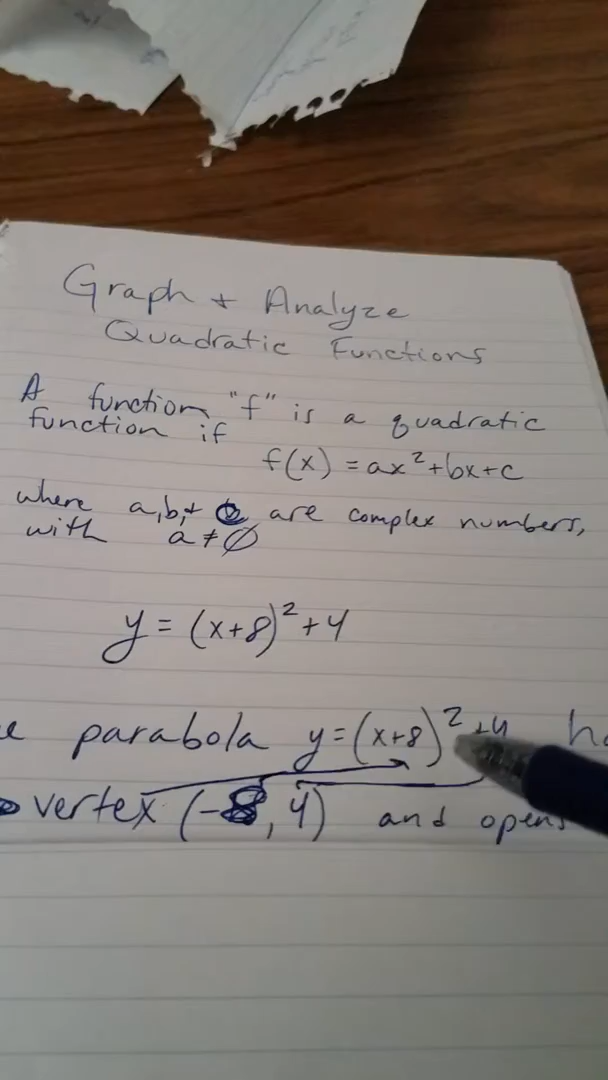 Graph + Analyze
Quadratic Functions
A function "f" is a quadratic
function if
f(x) = ax²+bx+c
where a,b,+ are complex numbers,
with a≠0
y = (x+8)²+4
parabola y=(x+8)²+4
vertex (-8, 4) and opens